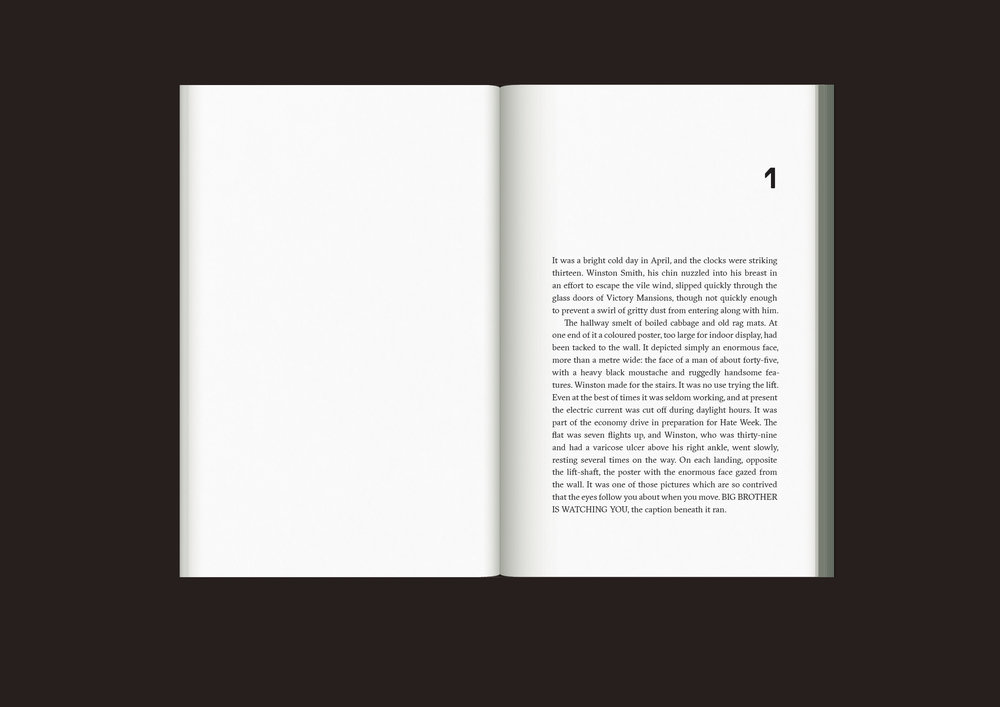 1
It was a bright cold day in April, and the clocks were striking
thirteen. Winston Smith, his chin nuzzled into his breast in
an effort to escape the vile wind, slipped quickly through the
glass doors of Victory Mansions, though not quickly enough
to prevent a swirl of gritty dust from entering along with him.
The hallway smelt of boiled cabbage and old rag mats. At
one end of it a coloured poster, too large for indoor display, had
been tacked to the wall. It depicted simply an enormous face,
more than a metre wide: the face of a man of about forty-five,
with a heavy black moustache and ruggedly handsome fea-
tures. Winston made for the stairs. It was no use trying the lift.
Even at the best of times it was seldom working, and at present
the electric current was cut off during daylight hours. It was
part of the economy drive in preparation for Hate Week. The
flat was seven flights up, and Winston, who was thirty-nine
and had a varicose ulcer above his right ankle, went slowly,
resting several times on the way. On each landing, opposite
the lift-shaft, the poster with the enormous face gazed from
the wall. It was one of those pictures which are so contrived
that the eyes follow you about when you move. BIG BROTHER
IS WATCHING YOU, the caption beneath it ran.